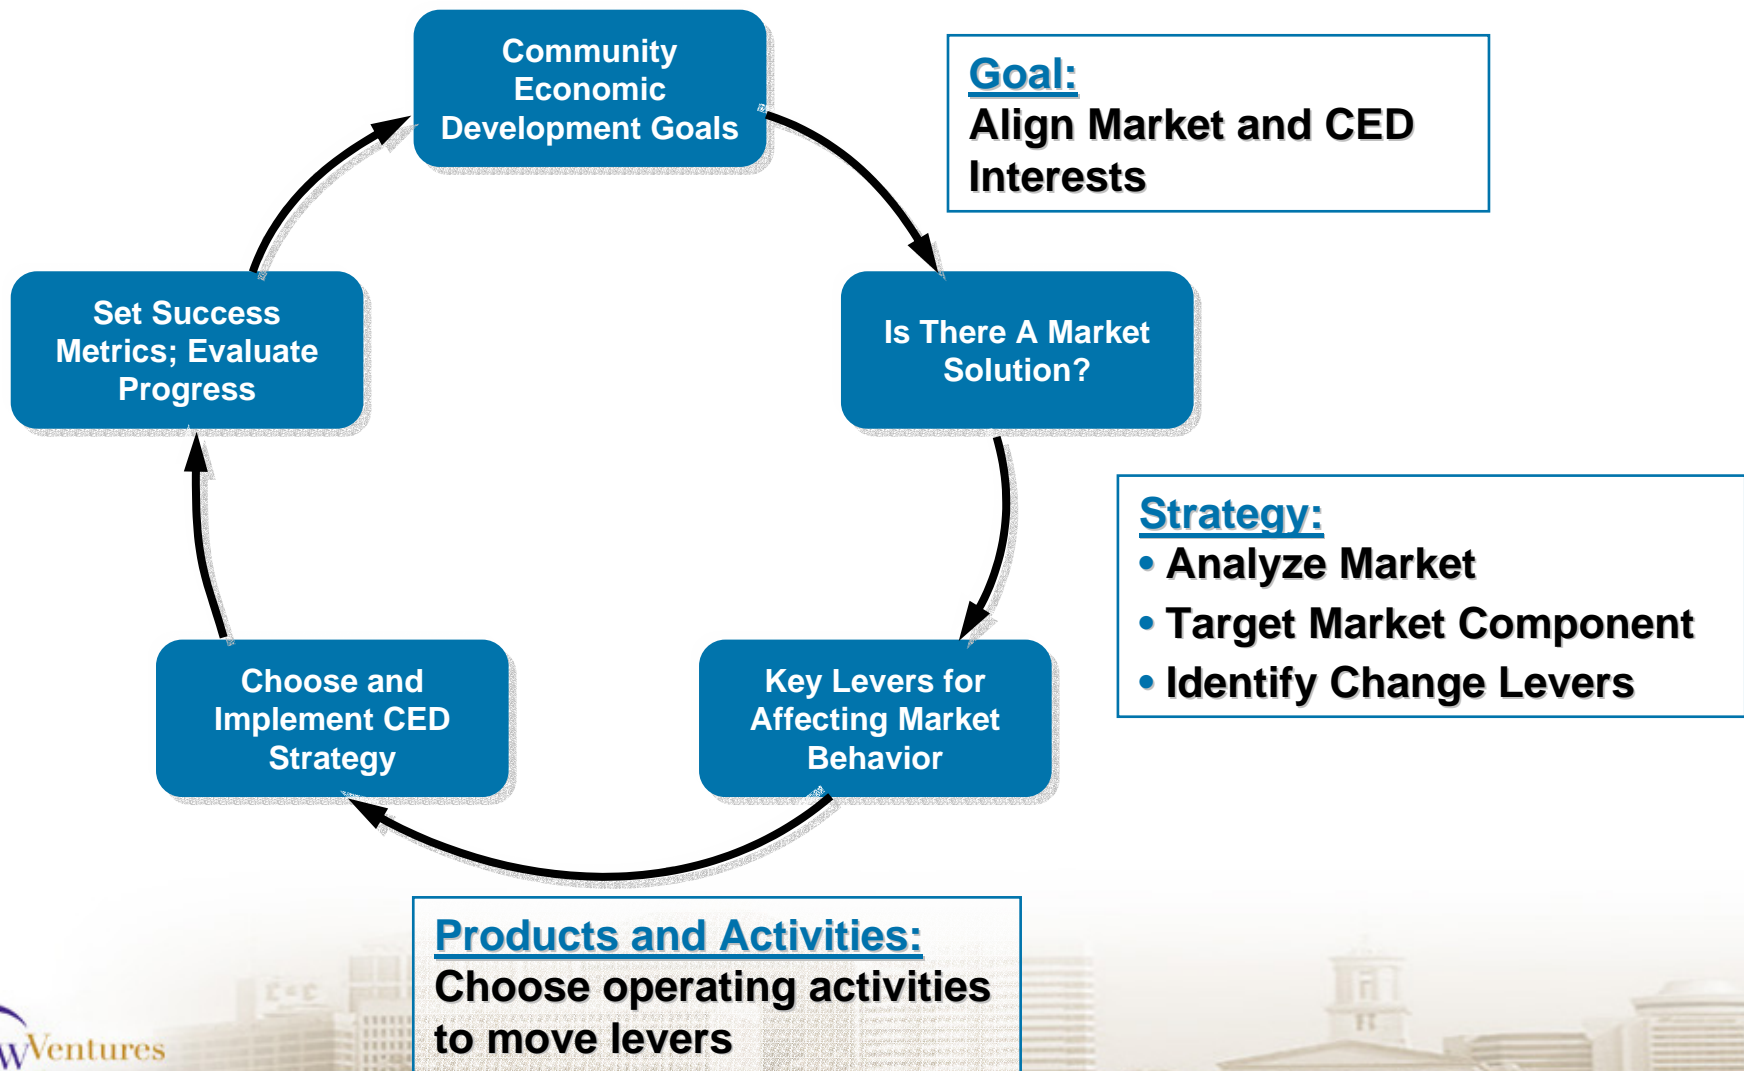 Community
Economic
Development Goals
Goal:
Align Market and CED
Interests
Set Success
Metrics; Evaluate
Progress
Is There A Market
Solution?
Strategy:
• Analyze Market
• Target Market Component
• Identify Change Levers
Choose and
Implement CED
Strategy
Key Levers for
Affecting Market
Behavior
Products and Activities:
Choose operating activities
to move levers
Ventures